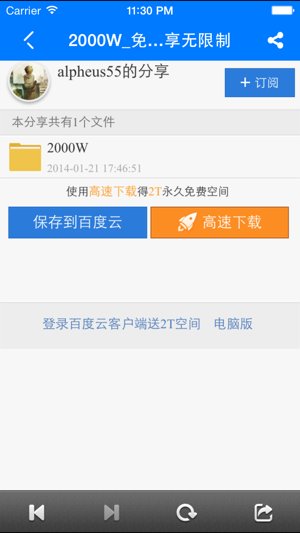 Carrier 11:30 PM
2000W_免...享无限制
alpheus55的分享
+ 订阅
本分享共有1个文件
2000W
2014-01-21 17:46:51
使用高速下载得2T永久免费空间
保存到百度云 高速下载
登录百度云客户端送2T空间 电脑版